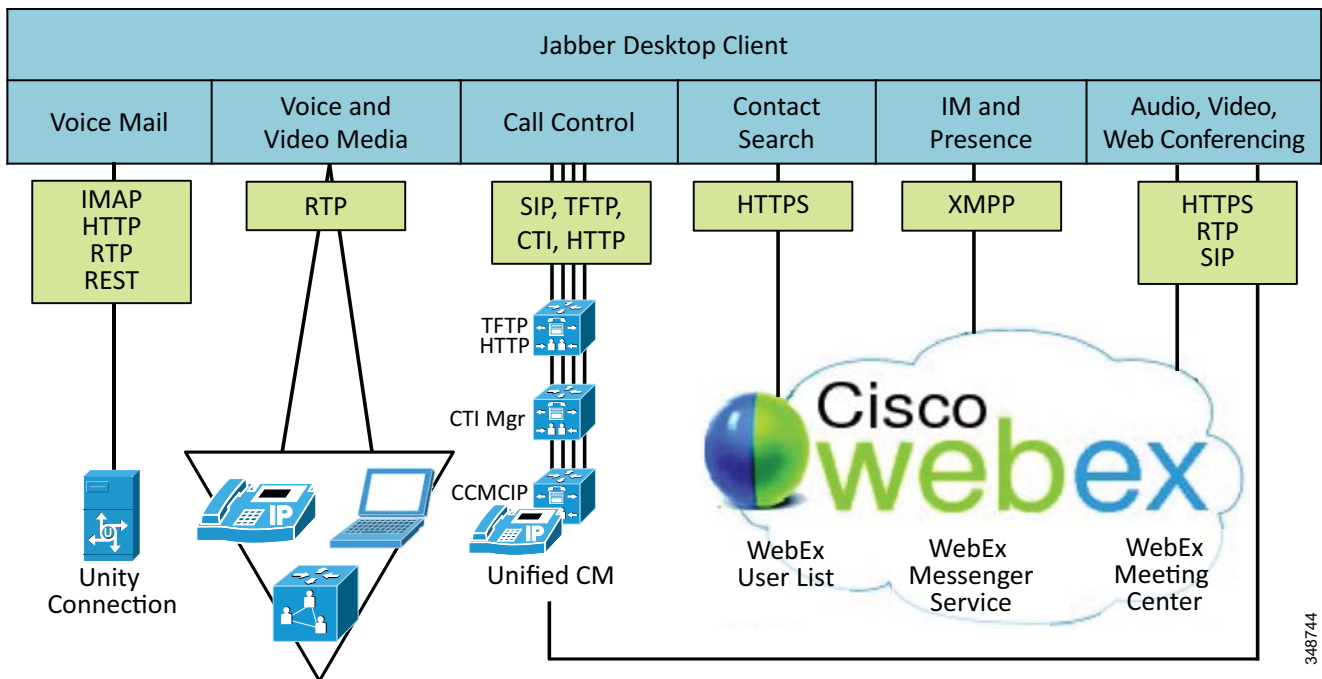 Jabber Desktop Client
Voice Mail
Voice and
Video Media
Call Control
Contact
Search
IM and
Presence
Audio, Video,
Web Conferencing
IMAP
HTTP
RTP
REST
RTP
SIP, TFTP,
CTI, HTTP
HTTPS
XMPP
HTTPS
RTP
SIP
TFTP
HTTP
CTI Mgr
CCMCIP
IP
IP
U
Unity
Connection
Unified CM
Cisco
webex
WebEx
User List
WebEx
Messenger
Service
WebEx
Meeting
Center
348744